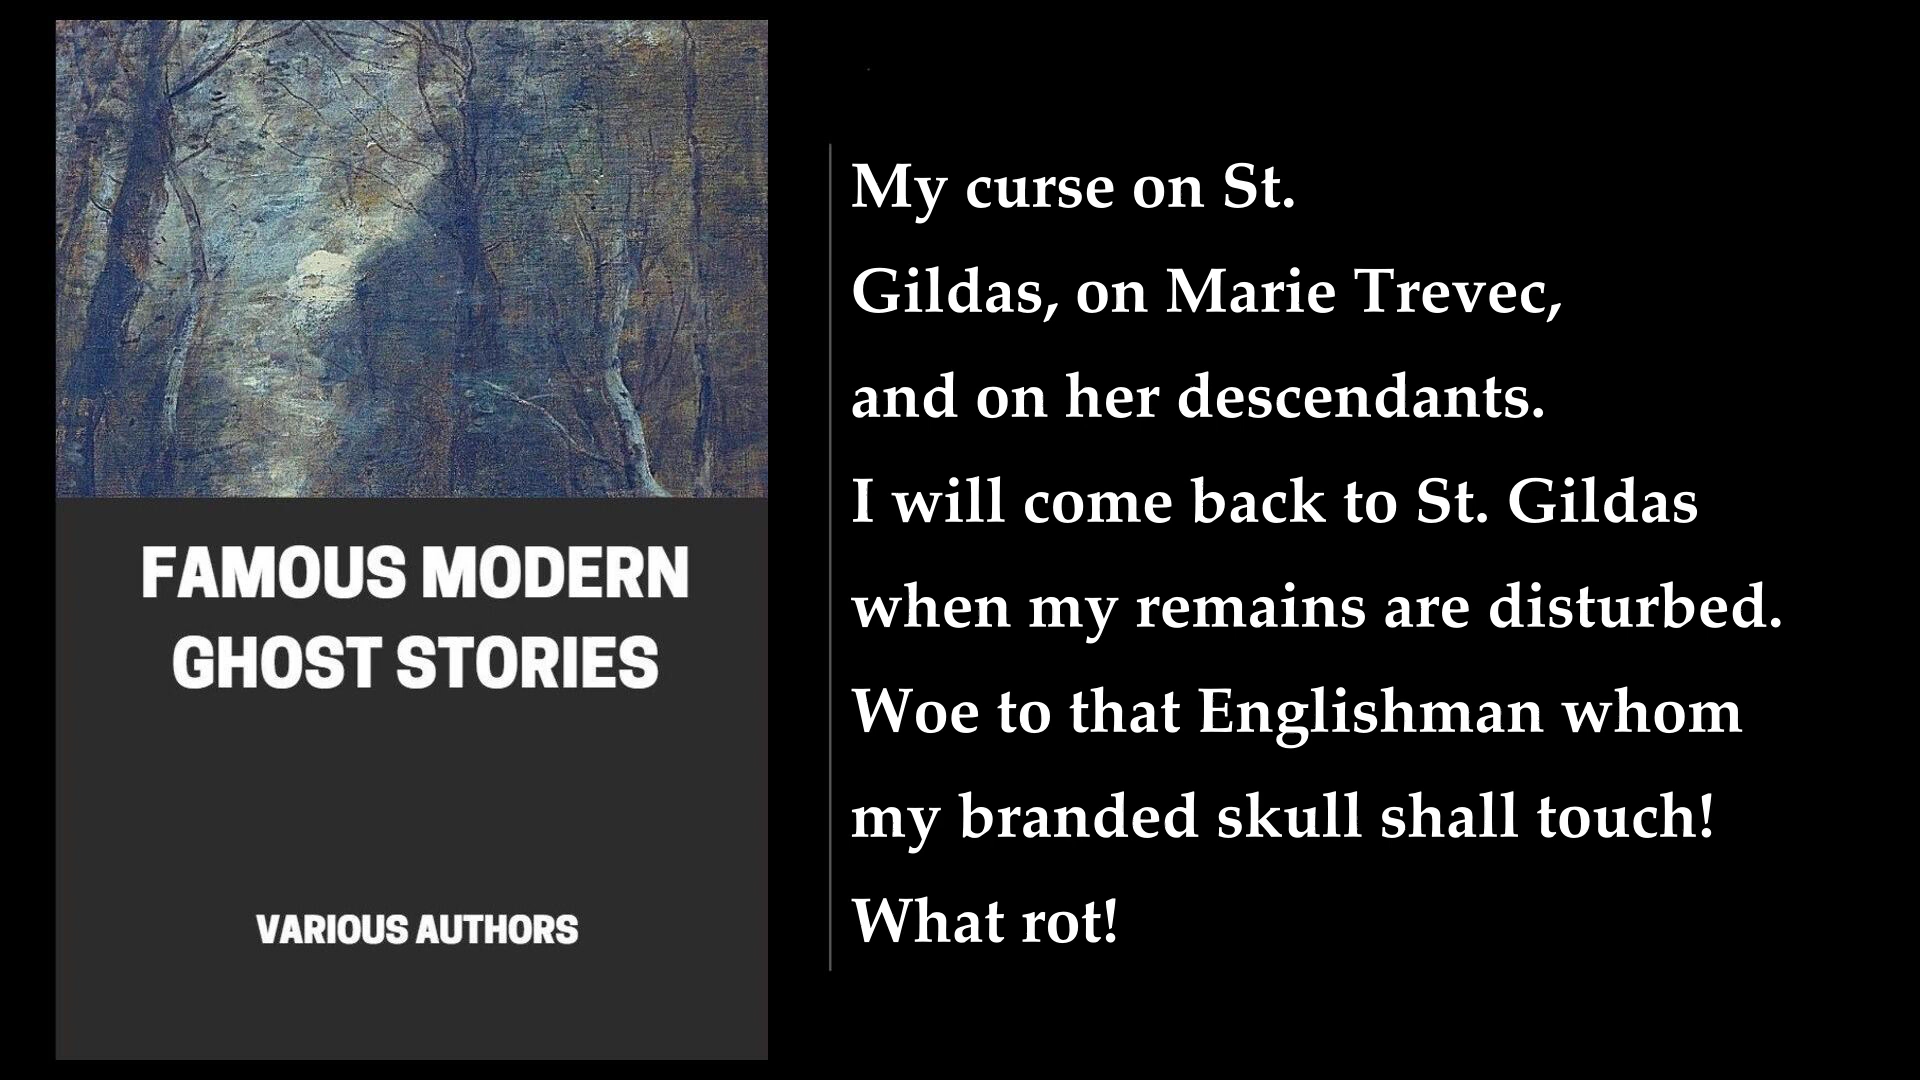 FAMOUS MODERN
GHOST STORIES
VARIOUS AUTHORS
My curse on St.
Gildas, on Marie Trevec,
and on her descendants.
I will come back to St. Gildas
when my remains are disturbed.
Woe to that Englishman whom
my branded skull shall touch!
What rot!